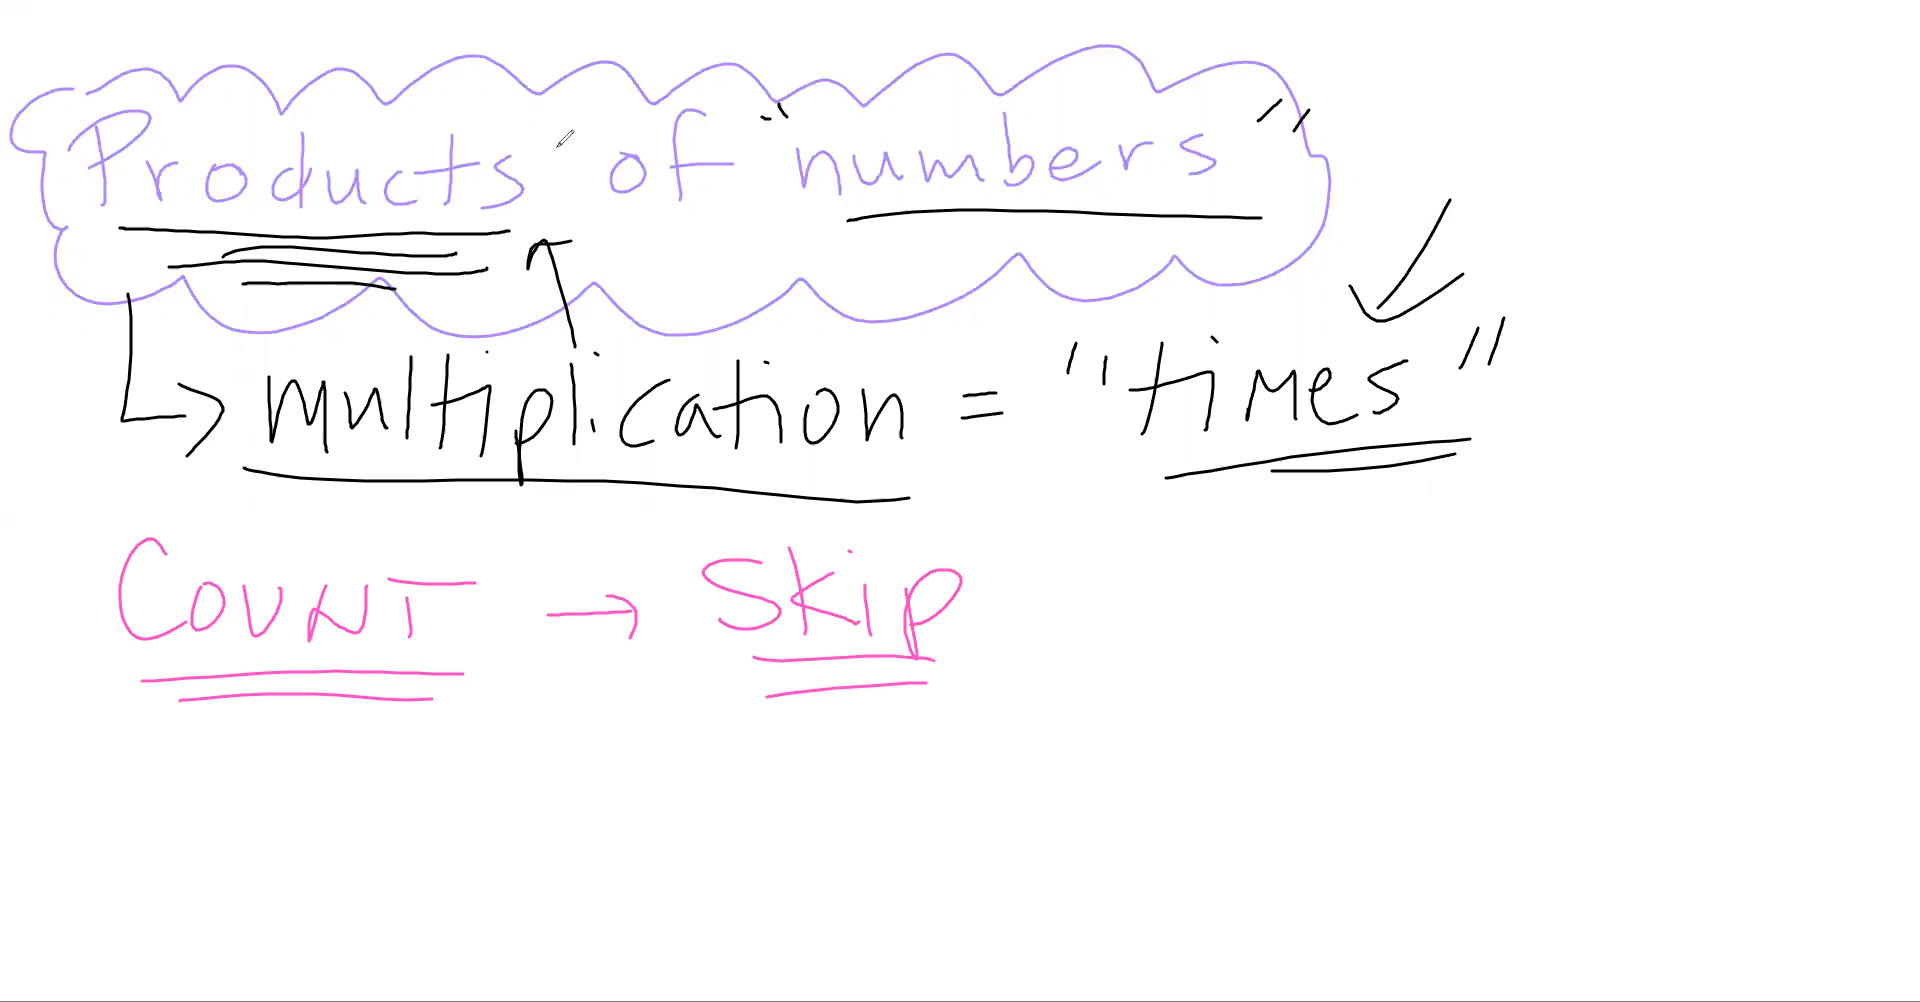 Products of "numbers"
multiplication = "times"
COUNT → SKIP